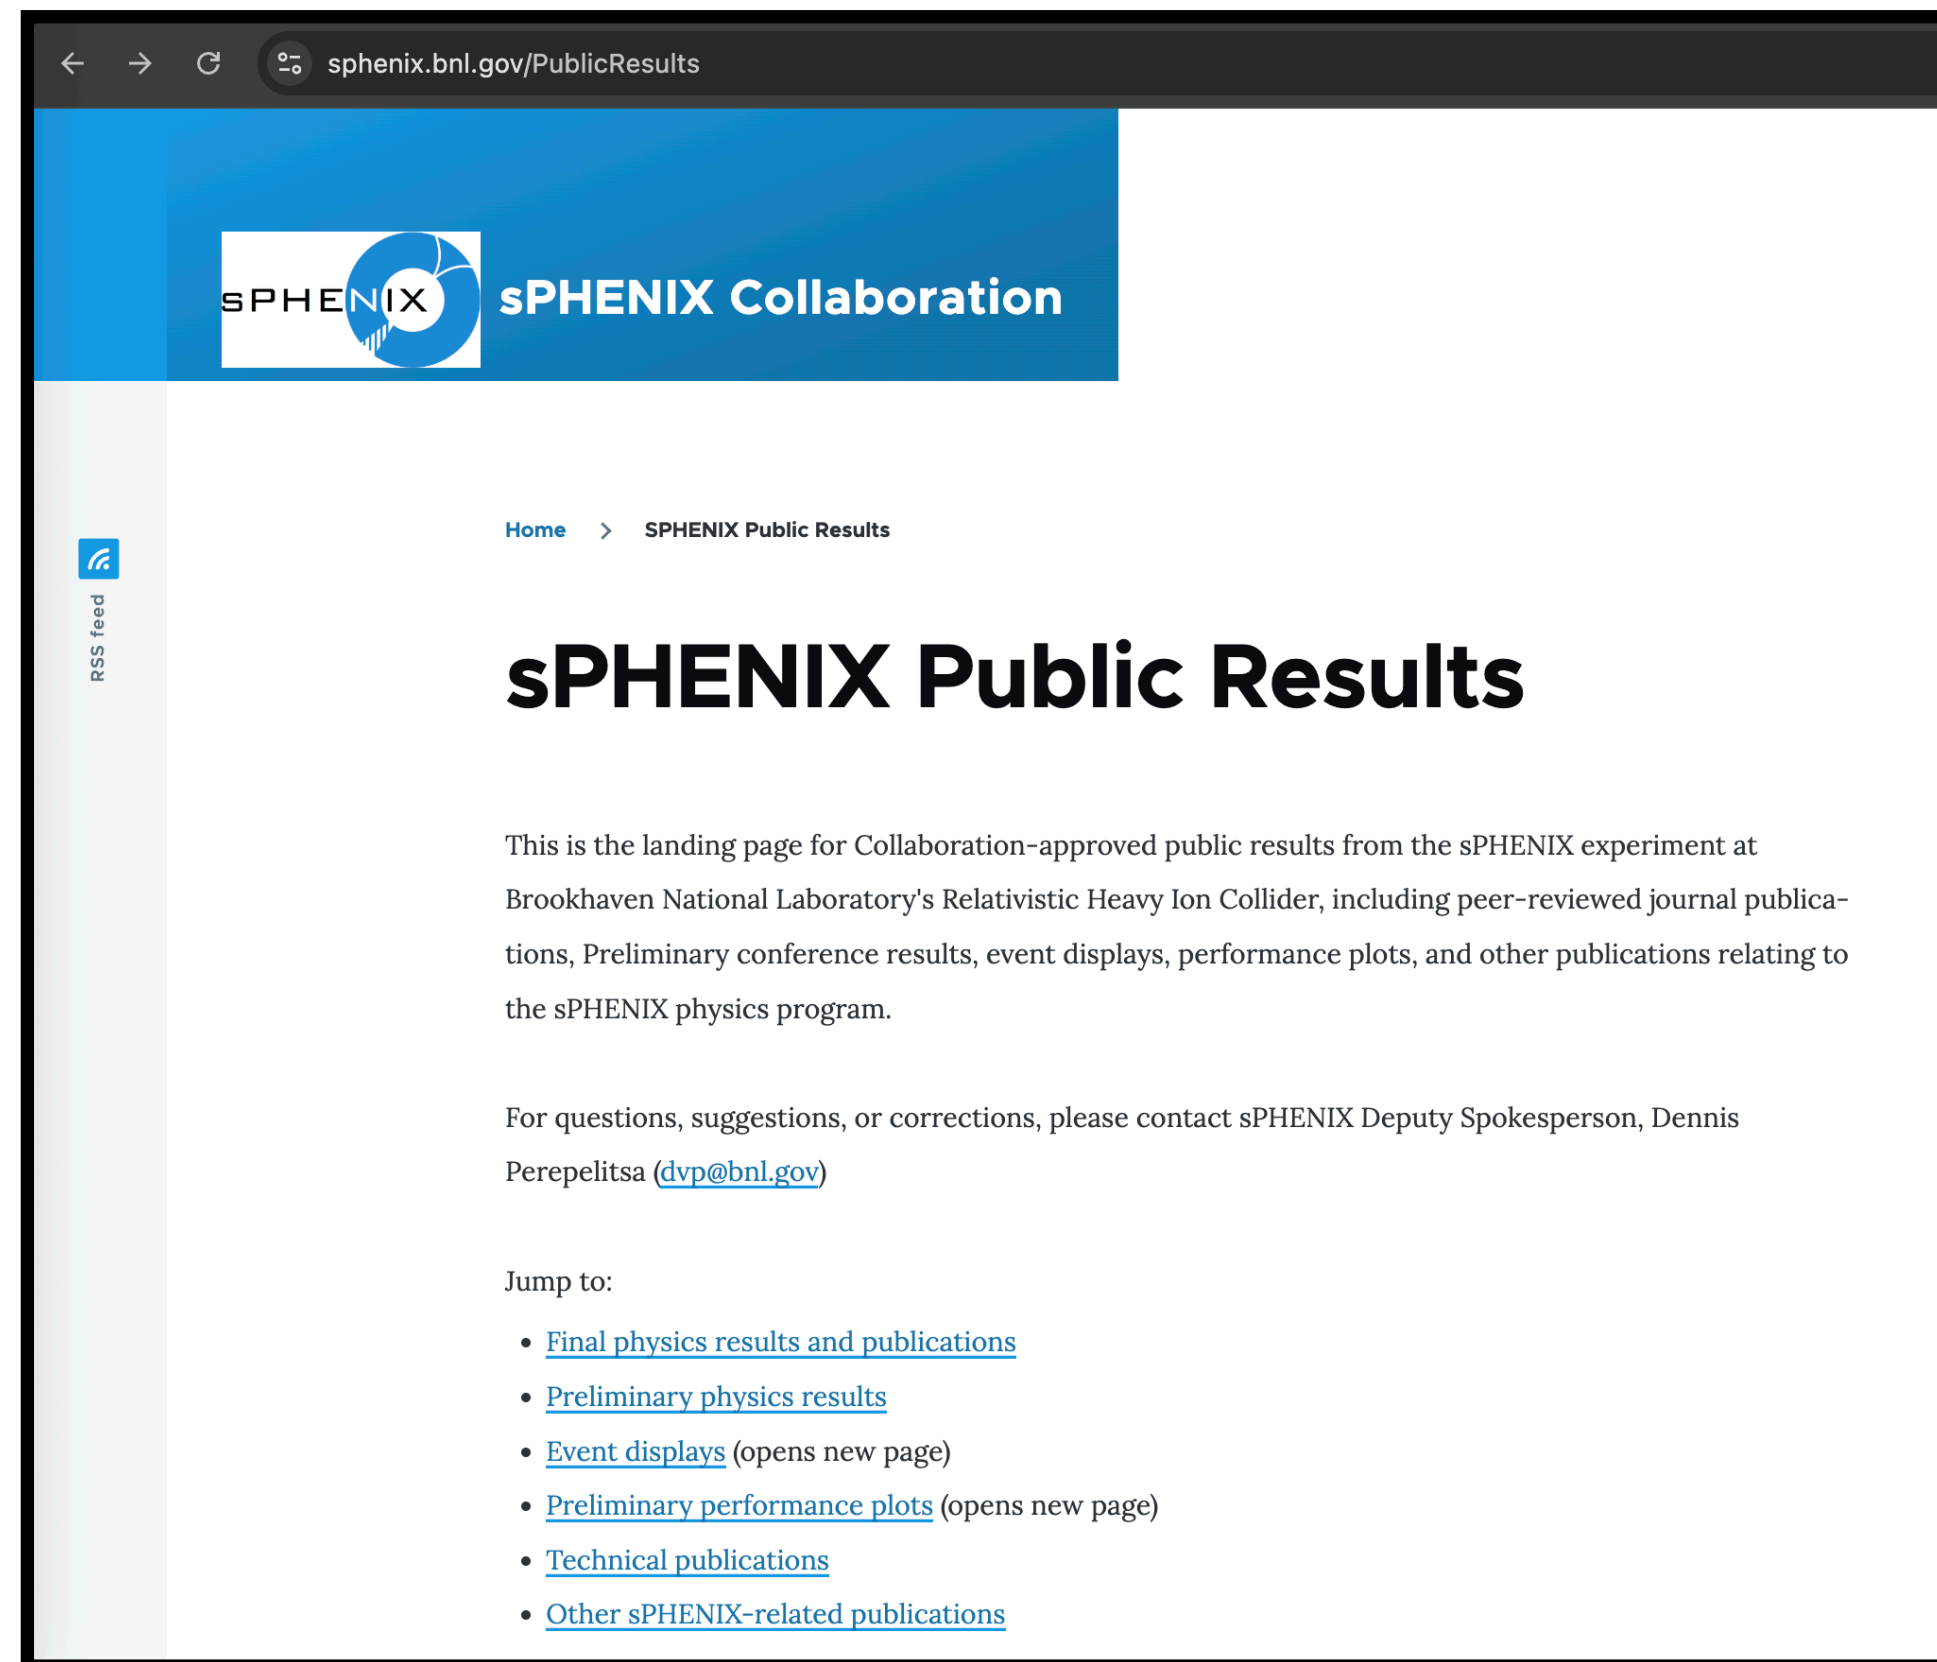 sphenix.bnl.gov/PublicResults
sPHENIX
sPHENIX Collaboration
RSS feed
Home > SPHENIX Public Results
sPHENIX Public Results
This is the landing page for Collaboration-approved public results from the sPHENIX experiment at
Brookhaven National Laboratory's Relativistic Heavy Ion Collider, including peer-reviewed journal publica-
tions, Preliminary conference results, event displays, performance plots, and other publications relating to
the sPHENIX physics program.
For questions, suggestions, or corrections, please contact sPHENIX Deputy Spokesperson, Dennis
Perepelitsa (dvp@bnl.gov)
Jump to:
• Final physics results and publications
• Preliminary physics results
• Event displays (opens new page)
• Preliminary performance plots (opens new page)
• Technical publications
• Other sPHENIX-related publications